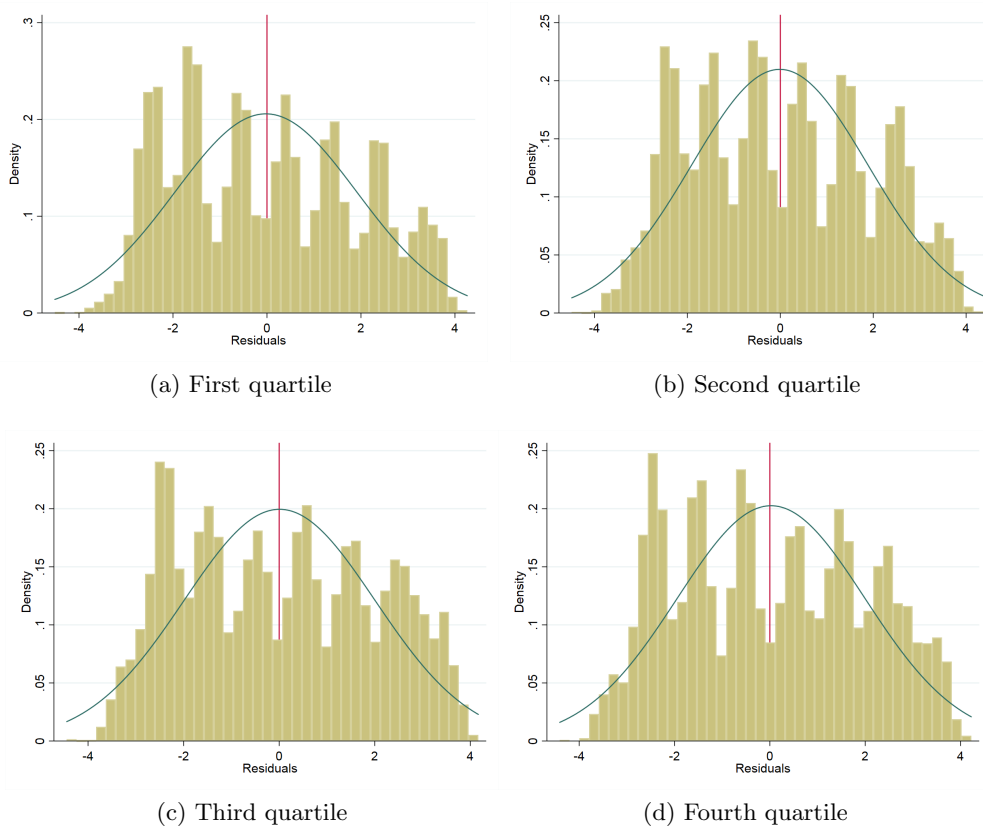 .3
.2
.1
0
Density
-4 -2 0 2 4
Residuals
(a) First quartile
.25
.2
.15
.1
.05
0
Density
-4 -2 0 2 4
Residuals
(b) Second quartile
.25
.2
.15
.1
.05
0
Density
-4 -2 0 2 4
Residuals
(c) Third quartile
.25
.2
.15
.1
.05
0
Density
-4 -2 0 2 4
Residuals
(d) Fourth quartile